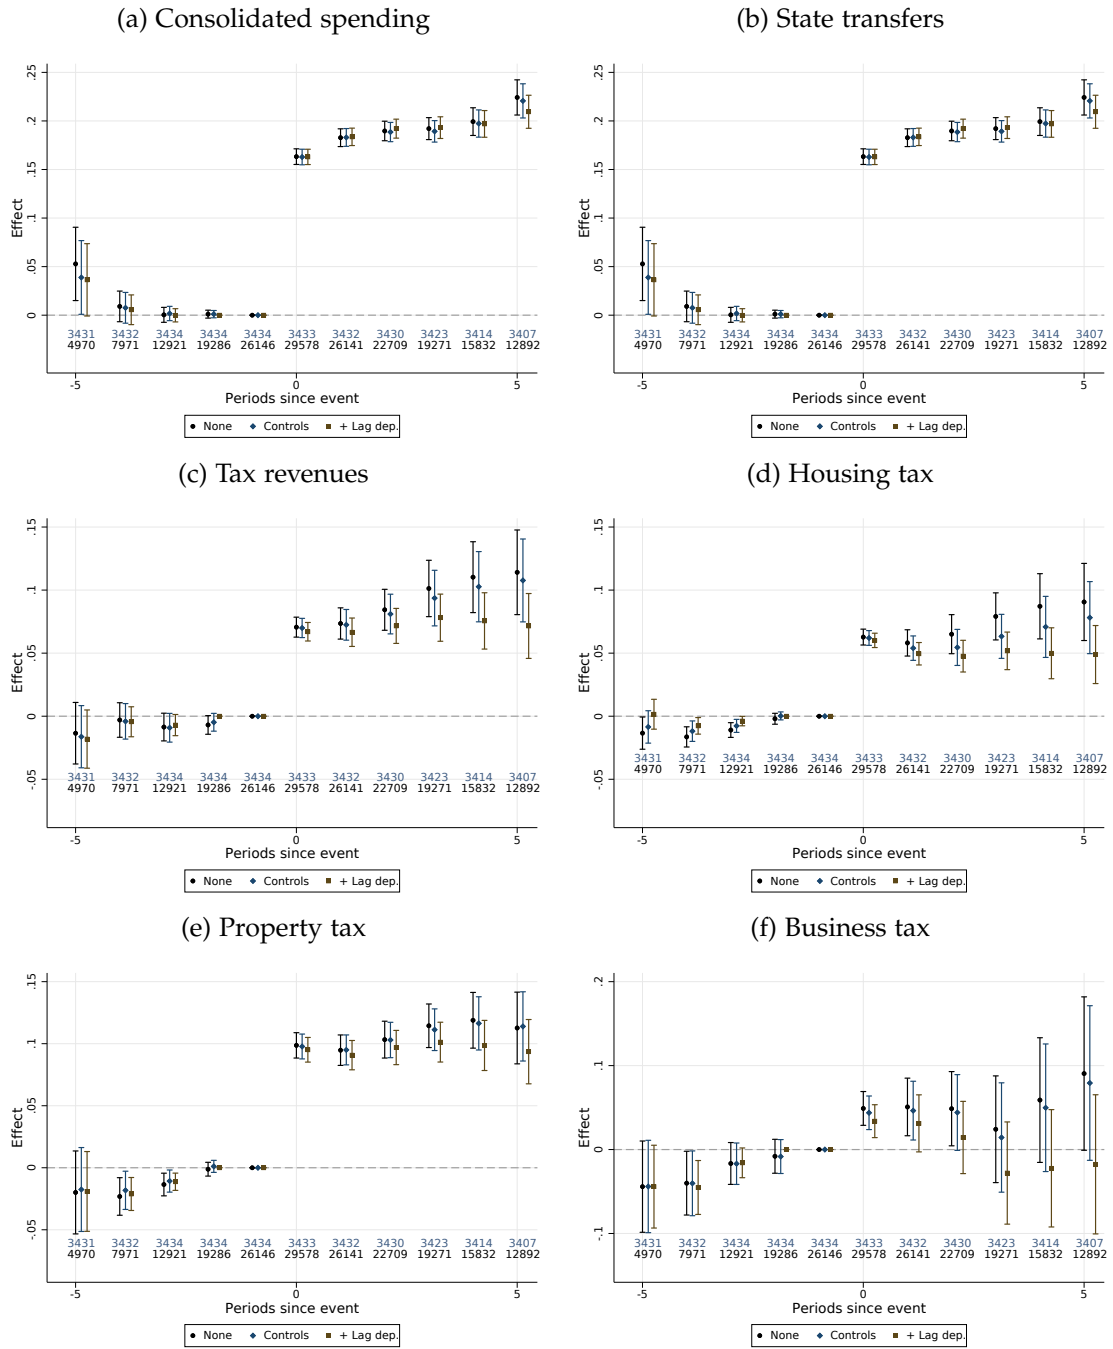 (a) Consolidated spending
.25
.2
.15
.1
.05
0
Effect
3431 3432 3434 3434 3434 3433 3432 3430 3423 3414 3407
4970 7971 12921 19286 26146 29578 26141 22709 19271 15832 12892
-5 0 5
Periods since event
None Controls + Lag dep.
(b) State transfers
.25
.2
.15
.1
.05
0
Effect
3431 3432 3434 3434 3434 3433 3432 3430 3423 3414 3407
4970 7971 12921 19286 26146 29578 26141 22709 19271 15832 12892
-5 0 5
Periods since event
None Controls + Lag dep.
(c) Tax revenues
.15
.1
.05
0
-.05
Effect
3431 3432 3434 3434 3434 3433 3432 3430 3423 3414 3407
4970 7971 12921 19286 26146 29578 26141 22709 19271 15832 12892
-5 0 5
Periods since event
None Controls + Lag dep.
(d) Housing tax
.15
.1
.05
0
-.05
Effect
3431 3432 3434 3434 3434 3433 3432 3430 3423 3414 3407
4970 7971 12921 19286 26146 29578 26141 22709 19271 15832 12892
-5 0 5
Periods since event
None Controls + Lag dep.
(e) Property tax
.15
.1
.05
0
-.05
Effect
3431 3432 3434 3434 3434 3433 3432 3430 3423 3414 3407
4970 7971 12921 19286 26146 29578 26141 22709 19271 15832 12892
-5 0 5
Periods since event
None Controls + Lag dep.
(f) Business tax
.2
.1
0
-.1
Effect
3431 3432 3434 3434 3434 3433 3432 3430 3423 3414 3407
4970 7971 12921 19286 26146 29578 26141 22709 19271 15832 12892
-5 0 5
Periods since event
None Controls + Lag dep.